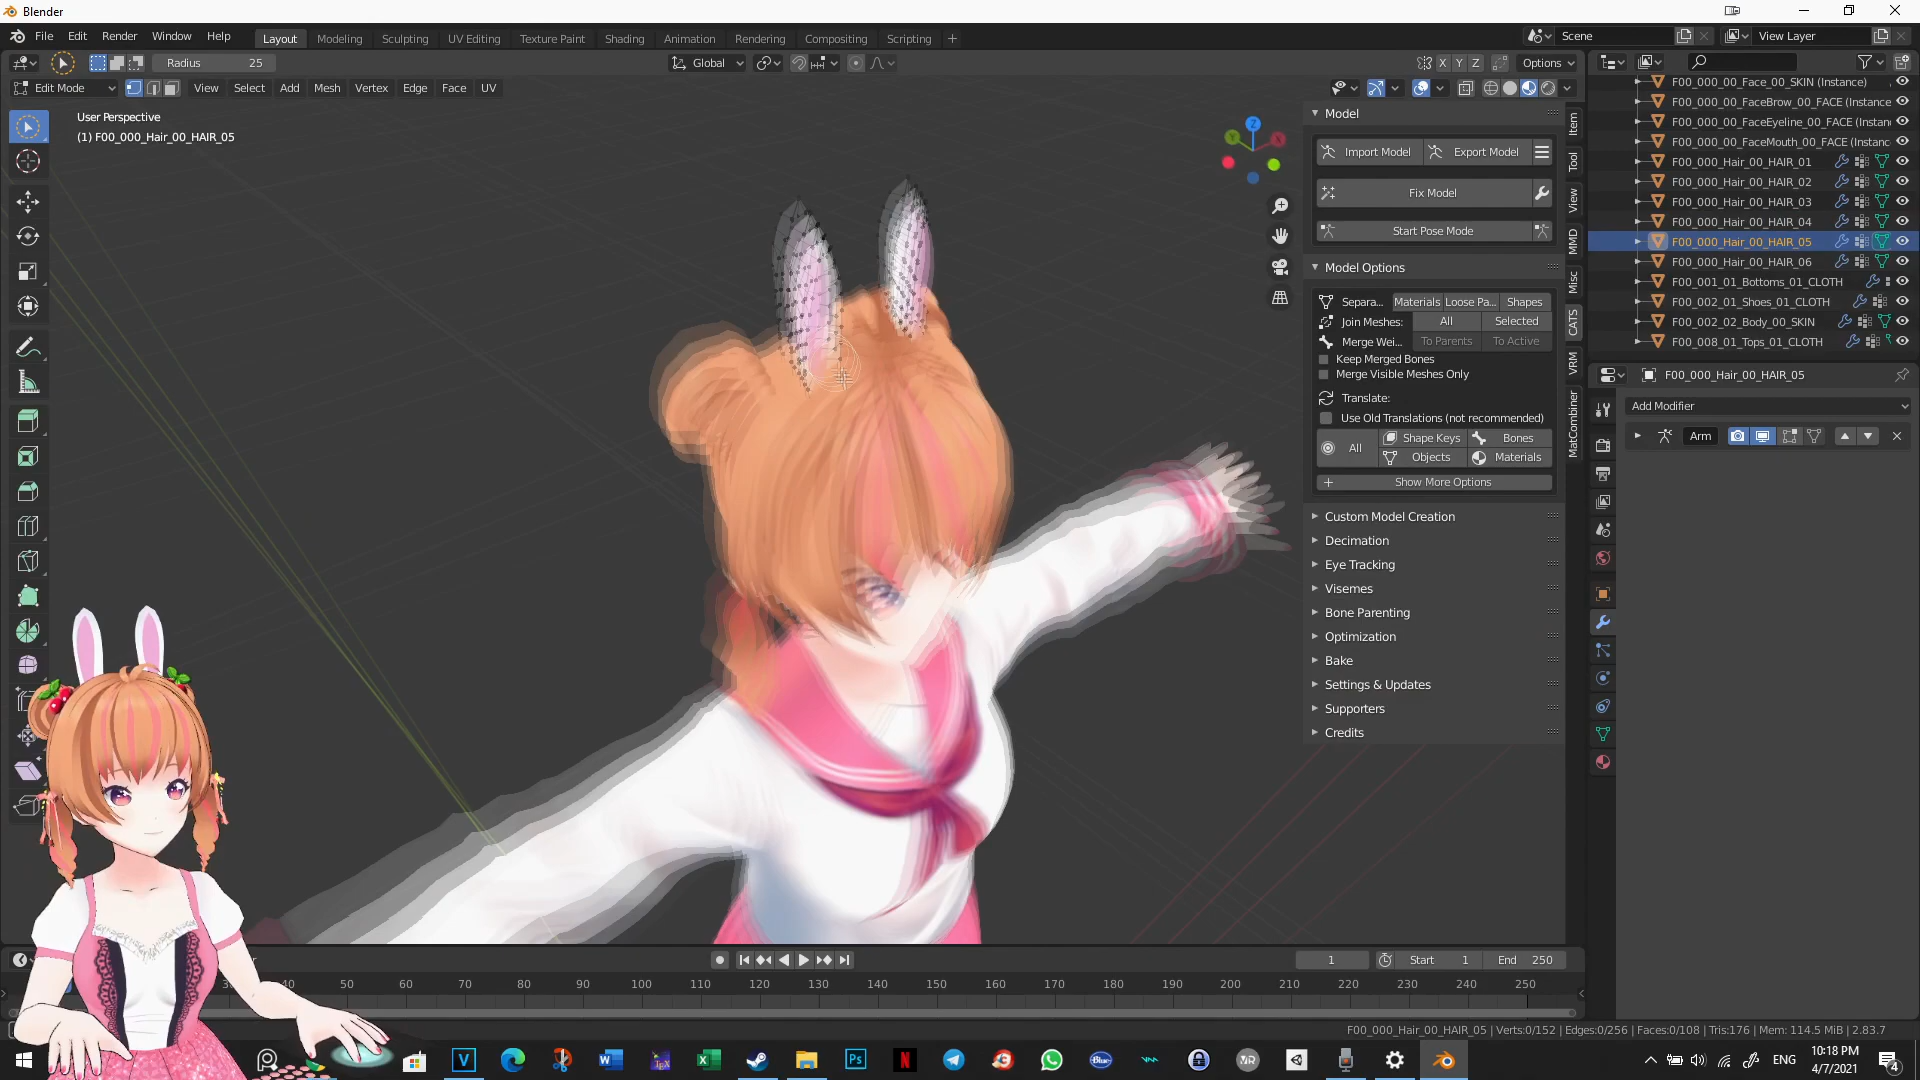 Blender
File Edit Render Window Help
Layout Modeling Sculpting UV Editing Texture Paint Shading Animation Rendering Compositing Scripting +
Scene
View Layer
Radius 25
Global
X Y Z
Options
Edit Mode
View Select Add Mesh Vertex Edge Face UV
User Perspective
(1) F00_000_Hair_00_HAIR_05
Model
Import Model
Export Model
Fix Model
Start Pose Mode
Model Options
Separa... Materials Loose Pa... Shapes
Join Meshes: All Selected
Merge Wei... To Parents To Active
Keep Merged Bones
Merge Visible Meshes Only
Translate:
Use Old Translations (not recommended)
All Shape Keys Bones
Objects Materials
Show More Options
Custom Model Creation
Decimation
Eye Tracking
Visemes
Bone Parenting
Optimization
Bake
Settings & Updates
Supporters
Credits
Item
Tool
View
MMD
Misc
CATS
VRM
MatCombiner
F00_000_00_Face_00_SKIN (Instance)
F00_000_00_FaceBrow_00_FACE (Instance
F00_000_00_FaceEyeline_00_FACE (Instan
F00_000_00_FaceMouth_00_FACE (Instanc
F00_000_Hair_00_HAIR_01
F00_000_Hair_00_HAIR_02
F00_000_Hair_00_HAIR_03
F00_000_Hair_00_HAIR_04
F00_000_Hair_00_HAIR_05
F00_000_Hair_00_HAIR_06
F00_001_01_Bottoms_01_CLOTH
F00_002_01_Shoes_01_CLOTH
F00_002_02_Body_00_SKIN
F00_008_01_Tops_01_CLOTH
F00_000_Hair_00_HAIR_05
Add Modifier
Arm
1
Start 1
End 250
40 50 60 70 80 90 100 110 120 130 140 150 160 170 180 190 200 210 220 230 240 250
F00_000_Hair_00_HAIR_05 | Verts:0/152 | Edges:0/256 | Faces:0/108 | Tris:176 | Mem: 114.5 MiB | 2.83.7
ENG
10:18 PM
4/7/2021
4